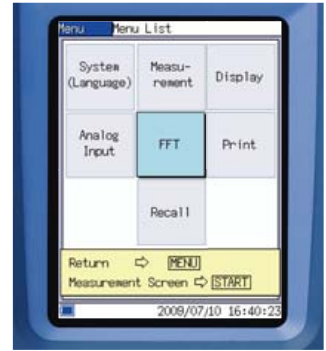 Menu Menu List
System Measu- Display
(Language) rement
Analog FFT Print
Input
Recall
Return ⇨ MENU
Measurement Screen ⇨ START
2009/07/10 16:40:23